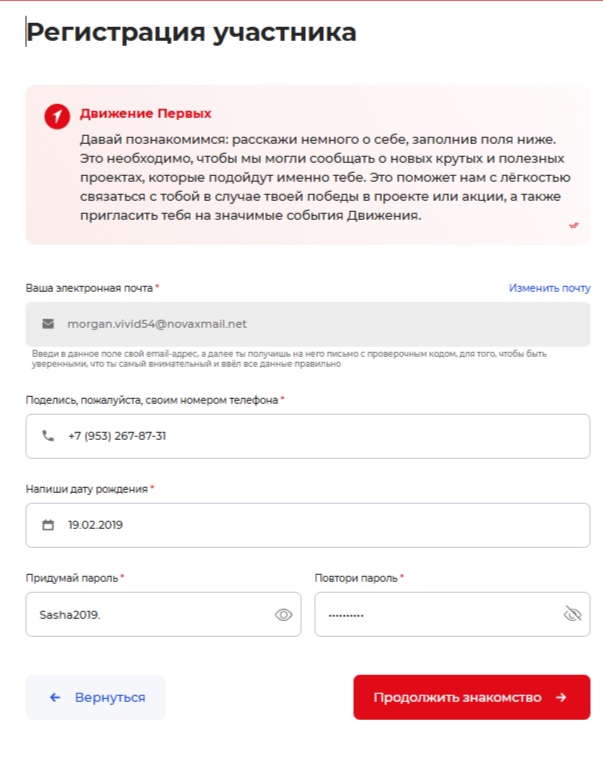 Регистрация участника
Движение Первых
Давай познакомимся: расскажи немного о себе, заполнив поля ниже.
Это необходимо, чтобы мы могли сообщать о новых крутых и полезных
проектах, которые подойдут именно тебе. Это поможет нам с лёгкостью
связаться с тобой в случае твоей победы в проекте или акции, а также
пригласить тебя на значимые события Движения.
Ваша электронная почта *
Изменить почту
morgan.vivid54@novaxmail.net
Введи в данное поле свой email-адрес, а далее ты получишь на него письмо с проверочным кодом, для того, чтобы быть
уверенными, что ты самый внимательный и ввёл все данные правильно
Поделись, пожалуйста, своим номером телефона *
+7 (953) 267-87-31
Напиши дату рождения *
19.02.2019
Придумай пароль *
Повтори пароль *
Sasha2019.
••••••••••
← Вернуться
Продолжить знакомство →